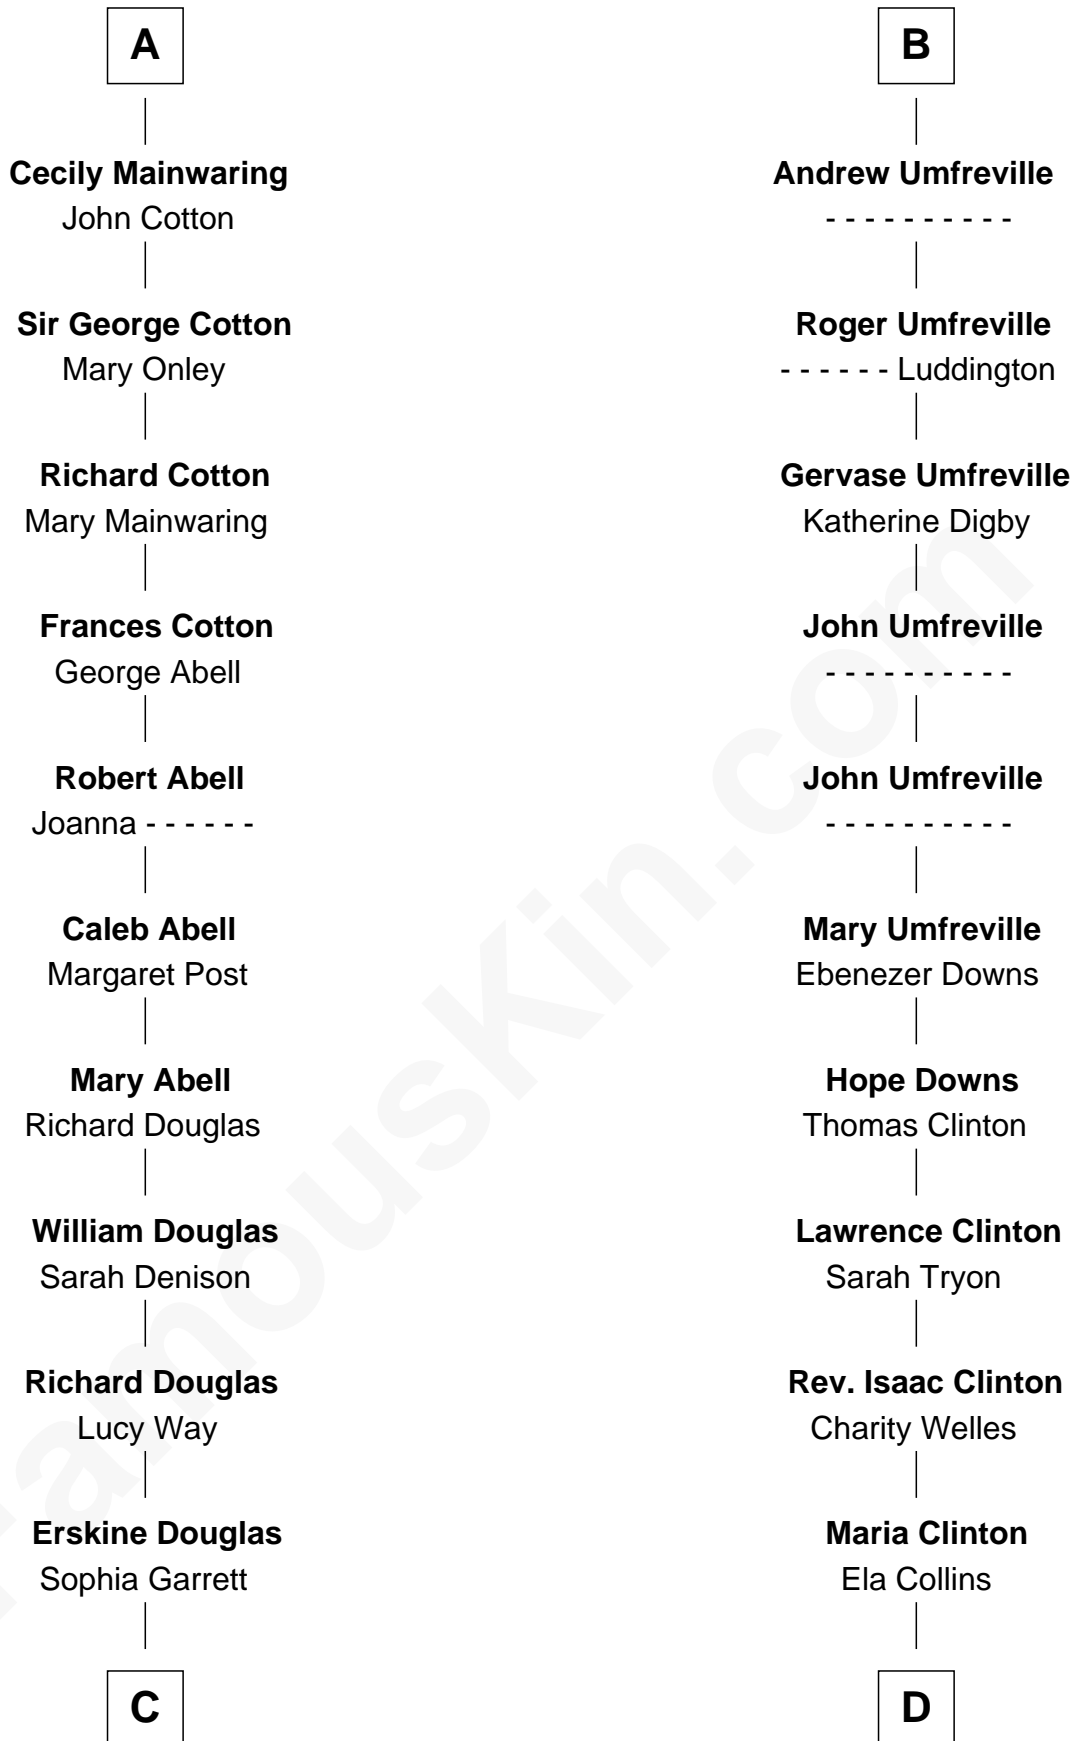 A
Cecily Mainwaring
John Cotton
Sir George Cotton
Mary Onley
Richard Cotton
Mary Mainwaring
Frances Cotton
George Abell
Robert Abell
Joanna - - - - - -
Caleb Abell
Margaret Post
Mary Abell
Richard Douglas
William Douglas
Sarah Denison
Richard Douglas
Lucy Way
Erskine Douglas
Sophia Garrett
C
B
Andrew Umfreville
- - - - - - - - - -
Roger Umfreville
- - - - - - Luddington
Gervase Umfreville
Katherine Digby
John Umfreville
- - - - - - - - - -
John Umfreville
- - - - - - - - - -
Mary Umfreville
Ebenezer Downs
Hope Downs
Thomas Clinton
Lawrence Clinton
Sarah Tryon
Rev. Isaac Clinton
Charity Welles
Maria Clinton
Ela Collins
D
FamousKin.com